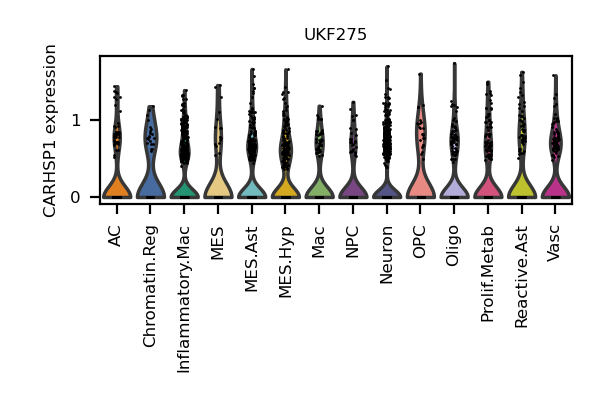 UKF275
CARHSP1 expression
1
0
AC
Chromatin.Reg
Inflammatory.Mac
MES
MES.Ast
MES.Hyp
Mac
NPC
Neuron
OPC
Oligo
Prolif.Metab
Reactive.Ast
Vasc